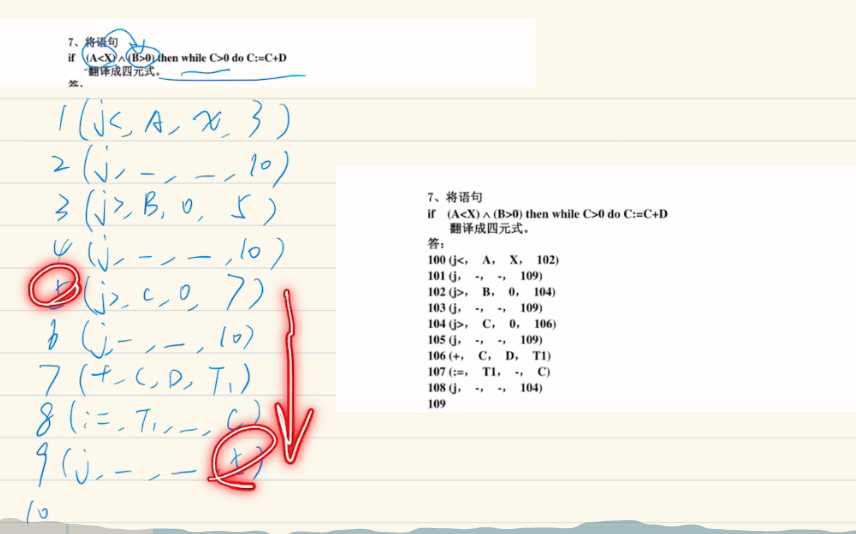 7、将语句
if (A<X)∧(B>0) then while C>0 do C:=C+D
翻译成四元式。
答:
1 (j<, A, X, 3)
2 (j, -, -, 10)
3 (j>, B, 0, 5)
4 (j, -, -, 10)
5 (j>, C, 0, 7)
6 (j, -, -, 10)
7 (+, C, D, T1)
8 (:=, T1, -, C)
9 (j, -, -, )
10
7、将语句
if (A<X)∧(B>0) then while C>0 do C:=C+D
翻译成四元式。
答:
100 (j<, A, X, 102)
101 (j, -, -, 109)
102 (j>, B, 0, 104)
103 (j, -, -, 109)
104 (j>, C, 0, 106)
105 (j, -, -, 109)
106 (+, C, D, T1)
107 (:=, T1, -, C)
108 (j, -, -, 104)
109